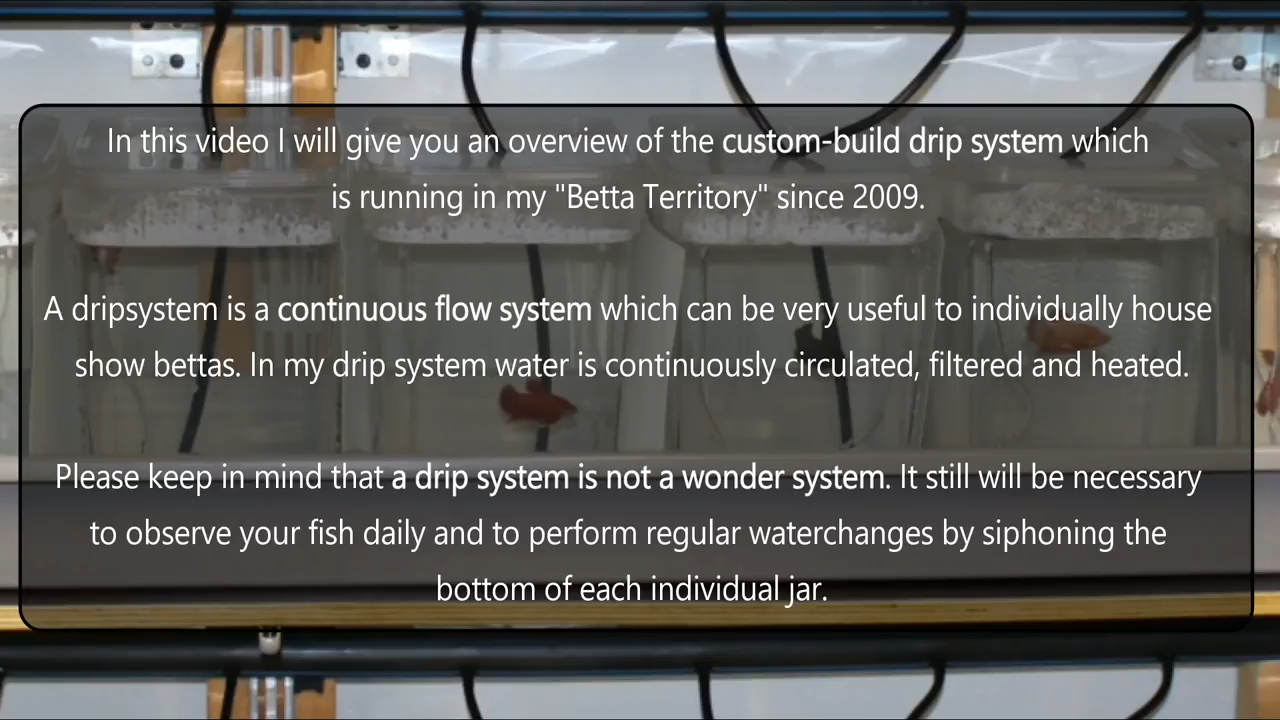 In this video I will give you an overview of the custom-build drip system which
is running in my "Betta Territory" since 2009.
A dripsystem is a continuous flow system which can be very useful to individually house
show bettas. In my drip system water is continuously circulated, filtered and heated.
Please keep in mind that a drip system is not a wonder system. It still will be necessary
to observe your fish daily and to perform regular waterchanges by siphoning the
bottom of each individual jar.